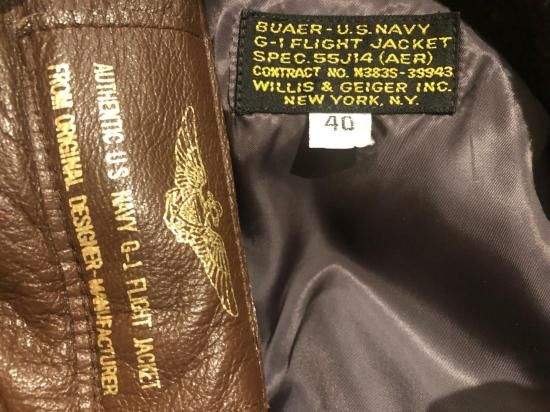 BUAER-U.S. NAVY
G-1 FLIGHT JACKET
SPEC. 55J14 (AER)
CONTRACT NO. N383S-39943
WILLIS & GEIGER INC.
NEW YORK, N.Y.
40
AUTHENTIC US NAVY G-1 FLIGHT JACKET
FROM ORIGINAL DESIGNER MANUFACTURER